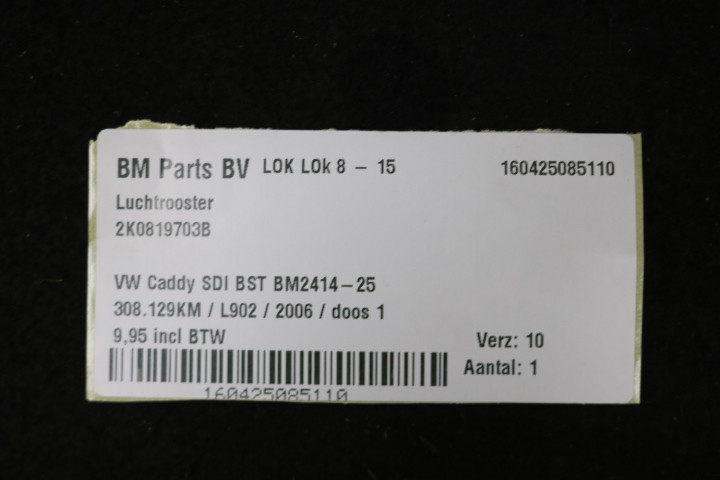 BM Parts BV LOK LOk 8 - 15 160425085110
Luchtrooster
2K0819703B
VW Caddy SDI BST BM2414-25
308.129KM / L902 / 2006 / doos 1
9,95 incl BTW
Verz: 10
Aantal: 1
160425085110